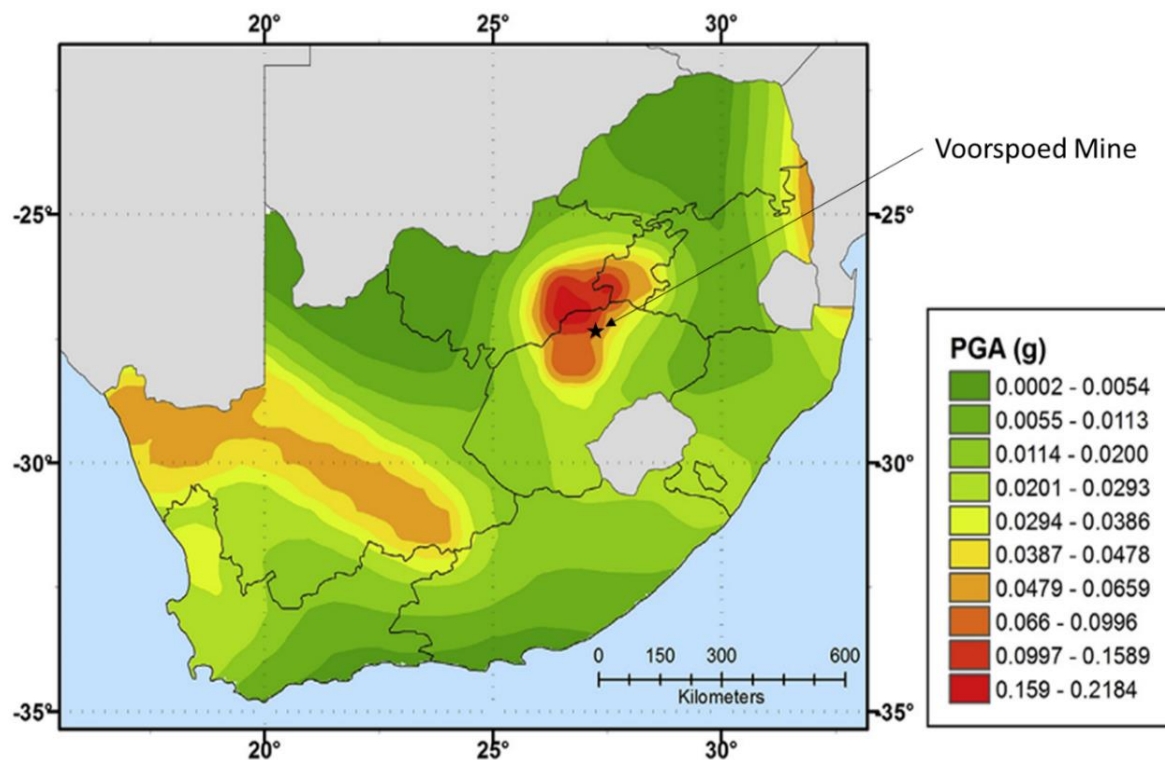 20°
25°
30°
Voorspoed Mine
-25°
-25°
-30°
-30°
-35°
-35°
0 150 300 600
Kilometers
20°
25°
30°
PGA (g)
0.0002 - 0.0054
0.0055 - 0.0113
0.0114 - 0.0200
0.0201 - 0.0293
0.0294 - 0.0386
0.0387 - 0.0478
0.0479 - 0.0659
0.066 - 0.0996
0.0997 - 0.1589
0.159 - 0.2184